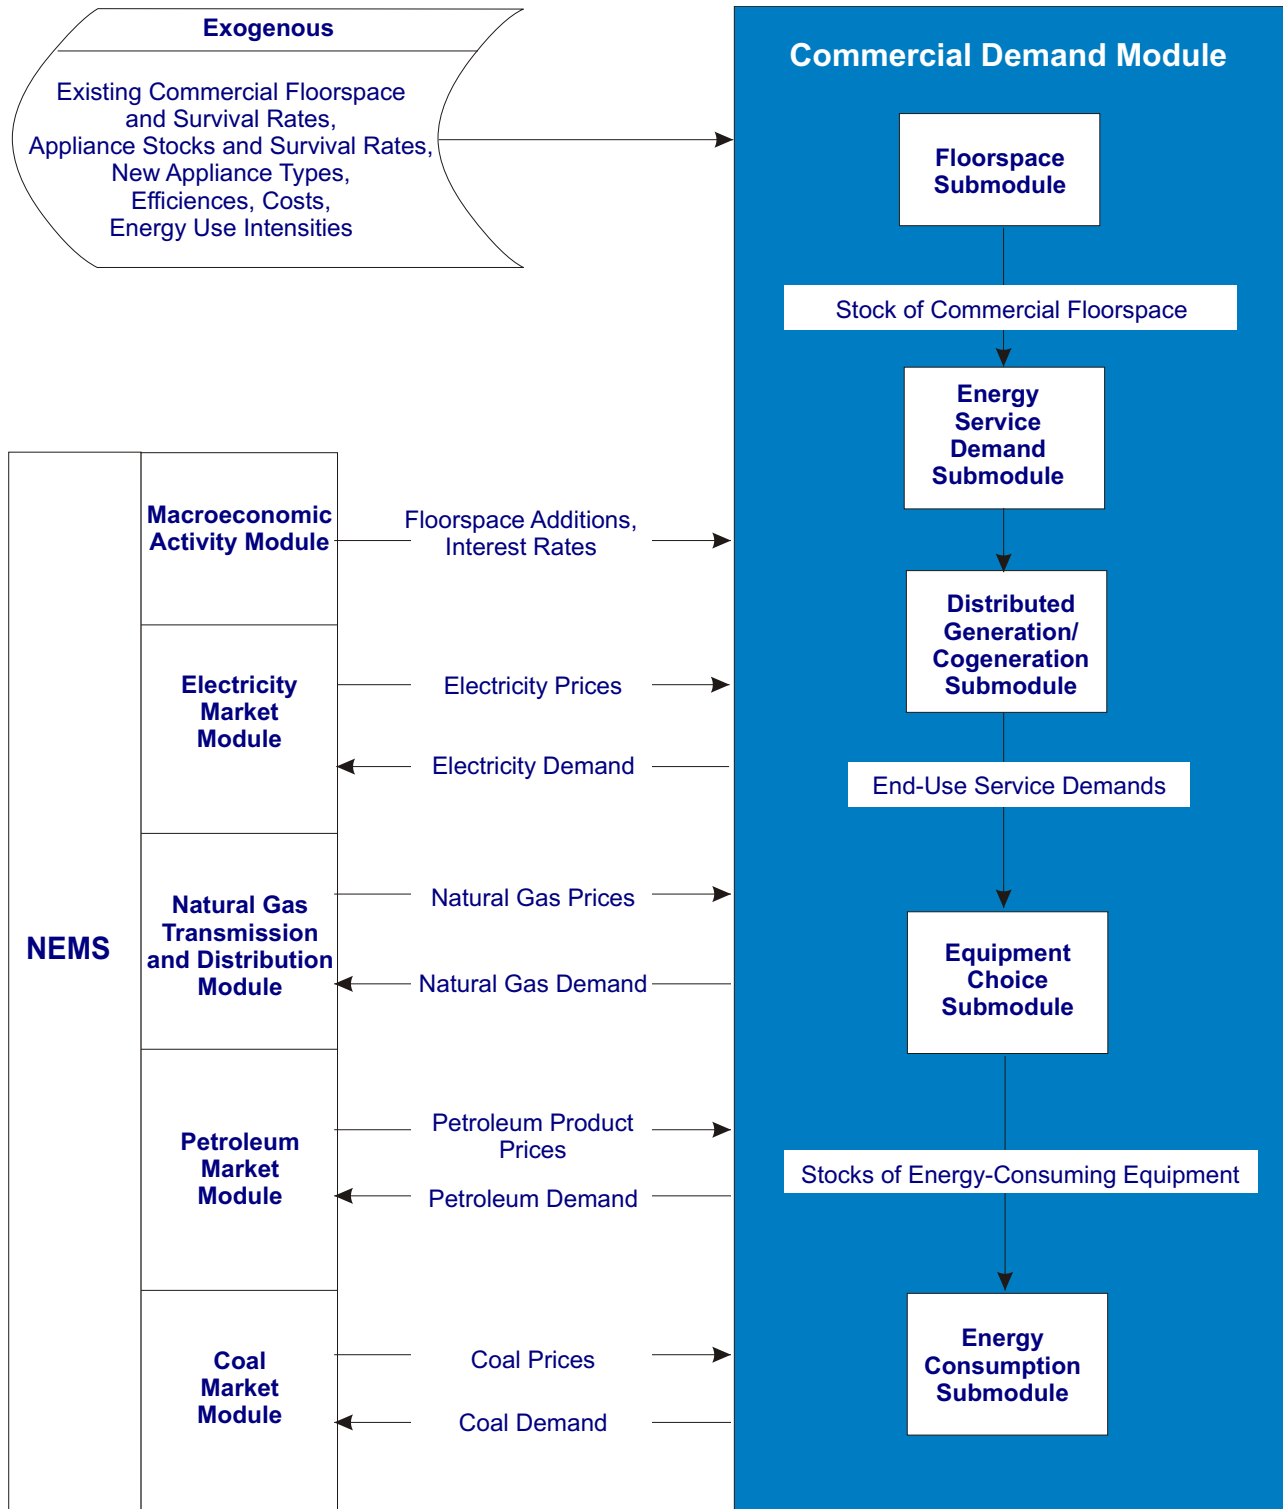 Exogenous
Existing Commercial Floorspace
and Survival Rates,
Appliance Stocks and Survival Rates,
New Appliance Types,
Efficiences, Costs,
Energy Use Intensities
Commercial Demand Module
Floorspace
Submodule
Stock of Commercial Floorspace
Energy
Service
Demand
Submodule
Distributed
Generation/
Cogeneration
Submodule
End-Use Service Demands
Equipment
Choice
Submodule
Stocks of Energy-Consuming Equipment
Energy
Consumption
Submodule
NEMS
Macroeconomic
Activity Module
Floorspace Additions,
Interest Rates
Electricity
Market
Module
Electricity Prices
Electricity Demand
Natural Gas
Transmission
and Distribution
Module
Natural Gas Prices
Natural Gas Demand
Petroleum
Market
Module
Petroleum Product
Prices
Petroleum Demand
Coal
Market
Module
Coal Prices
Coal Demand